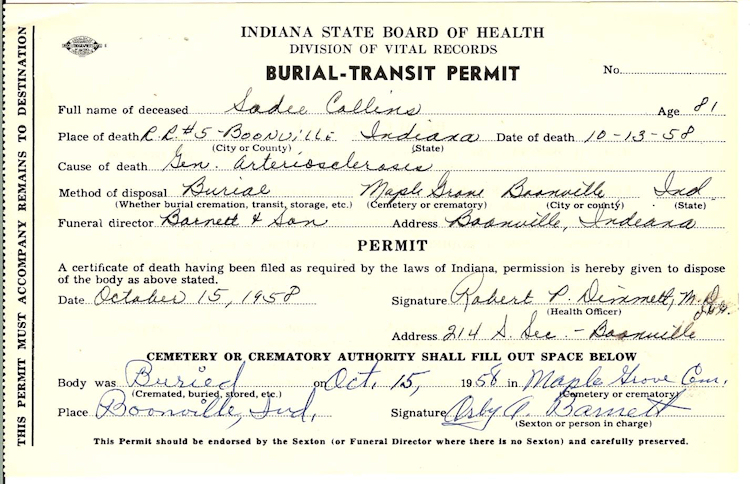 INDIANA STATE BOARD OF HEALTH
DIVISION OF VITAL RECORDS
BURIAL-TRANSIT PERMIT
No.
Full name of deceased Sadee Collins Age 81
Place of death R.R.#5-Boonville Indiana Date of death 10-13-58
(City or County) (State)
Cause of death Gen. Arteriosclerosis
Method of disposal Burial Maple Grove Boonville Ind
(Whether burial cremation, transit, storage, etc.) (Cemetery or crematory) (City or county) (State)
Funeral director Barnett & Son Address Boonville, Indiana
PERMIT
A certificate of death having been filed as required by the laws of Indiana, permission is hereby given to dispose
of the body as above stated.
Date October 15, 1958 Signature Robert P. Dimmett, M.D.
(Health Officer)
Address 214 S. Sec. - Boonville
CEMETERY OR CREMATORY AUTHORITY SHALL FILL OUT SPACE BELOW
Body was Buried on Oct. 15, 1958 in Maple Grove Cem.
(Cremated, buried, stored, etc.) (Cemetery or crematory)
Place Boonville, Ind. Signature Orby A. Barnett
(Sexton or person in charge)
This Permit should be endorsed by the Sexton (or Funeral Director where there is no Sexton) and carefully preserved.
THIS PERMIT MUST ACCOMPANY REMAINS TO DESTINATION